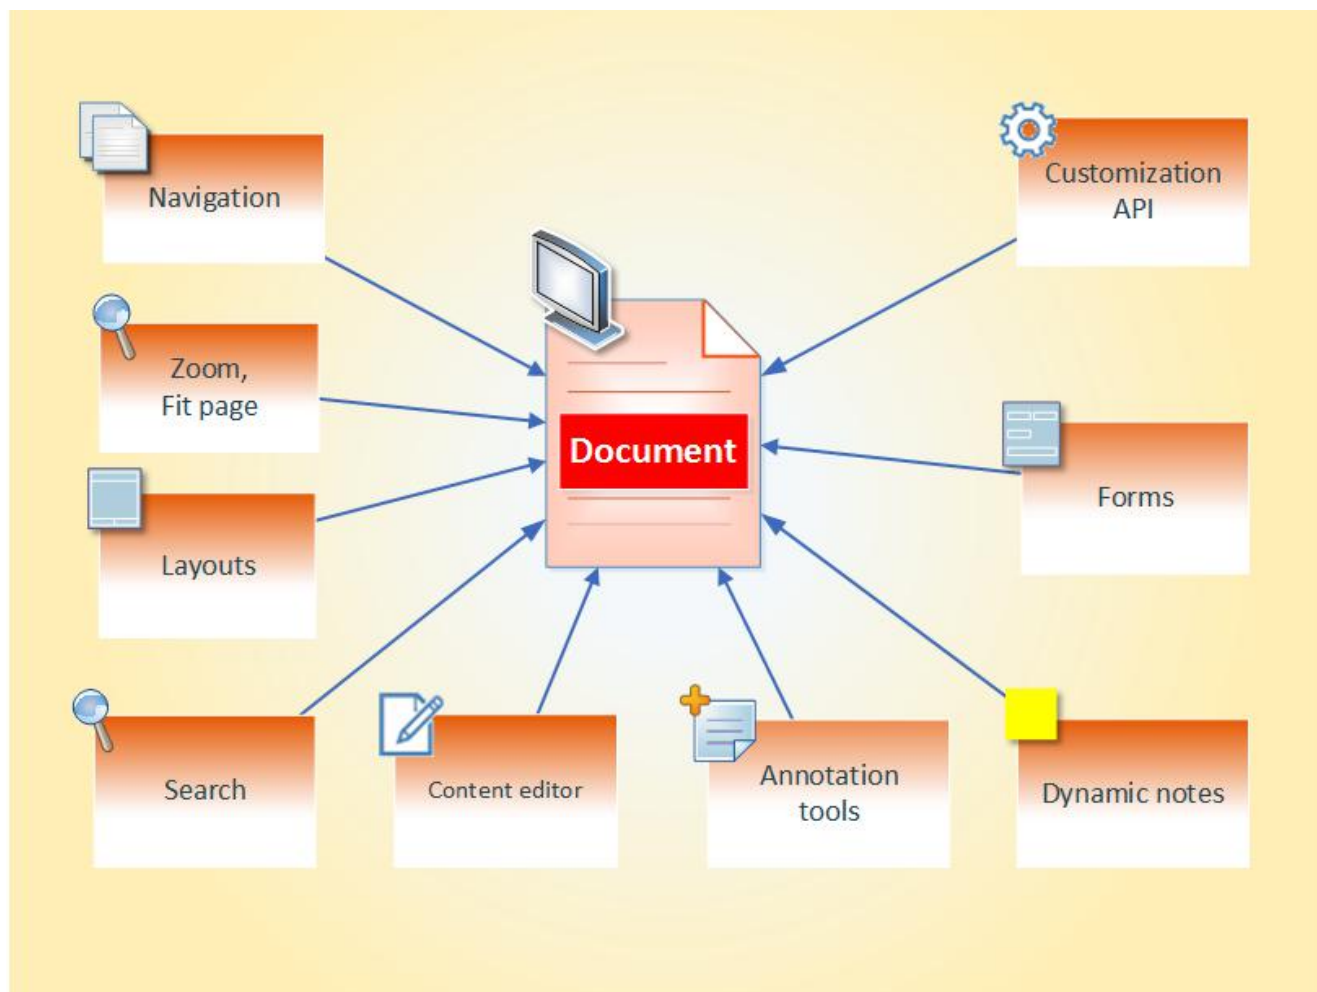 Navigation
Customization
API
Zoom,
Fit page
Document
Forms
Layouts
Search
Content editor
Annotation
tools
Dynamic notes